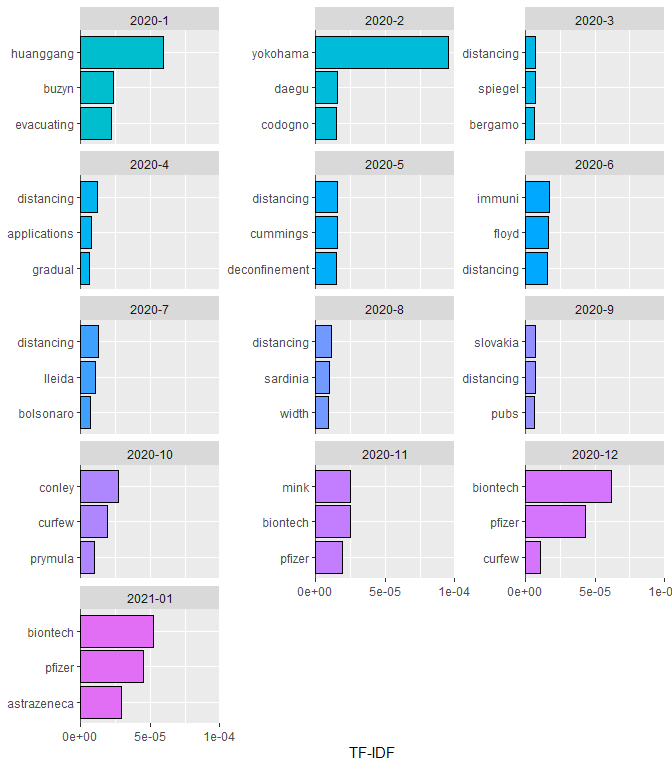 2020-1
huanggang
buzyn
evacuating
2020-2
yokohama
daegu
codogno
2020-3
distancing
spiegel
bergamo
2020-4
distancing
applications
gradual
2020-5
distancing
cummings
deconfinement
2020-6
immuni
floyd
distancing
2020-7
distancing
lleida
bolsonaro
2020-8
distancing
sardinia
width
2020-9
slovakia
distancing
pubs
2020-10
conley
curfew
prymula
2020-11
mink
biontech
pfizer
0e+00 5e-05 1e-04
2020-12
biontech
pfizer
curfew
0e+00 5e-05 1e-0
2021-01
biontech
pfizer
astrazeneca
0e+00 5e-05 1e-04
TF-IDF